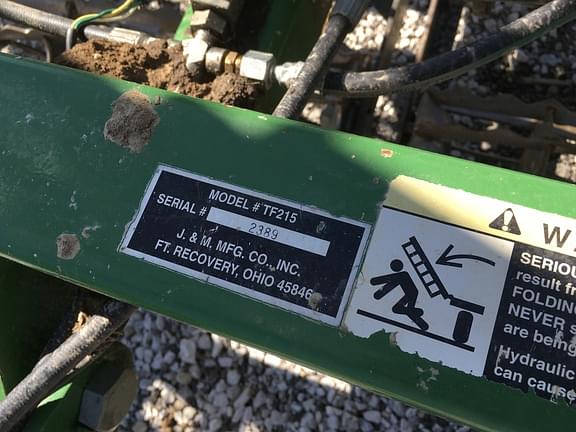 MODEL # TF215
SERIAL # 2389
J. & M. MFG. CO., INC.
FT. RECOVERY, OHIO 45846
SERIOU
result fr
FOLDING
NEVER S
are being
Hydraulic
can cause